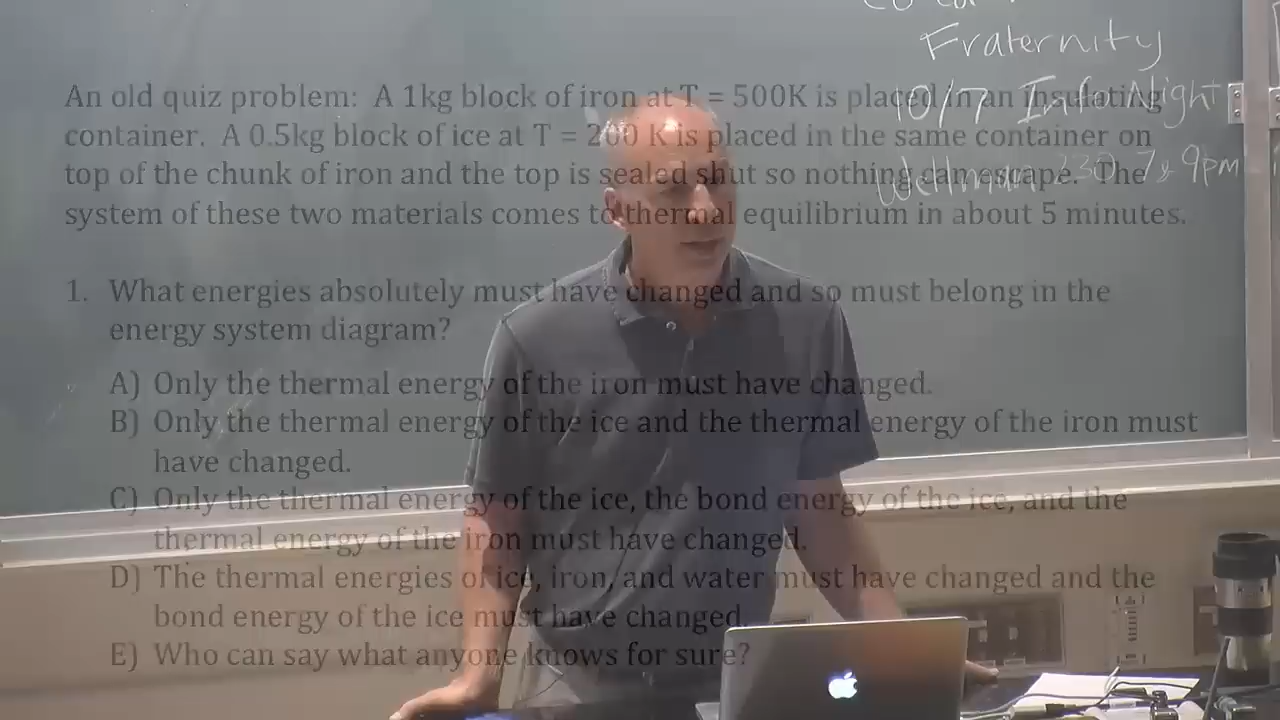 Fraternity
10/7 Info Night
Wellman 230 7 & 9pm
An old quiz problem: A 1kg block of iron at T = 500K is placed in an insulating
container. A 0.5kg block of ice at T = 200 K is placed in the same container on
top of the chunk of iron and the top is sealed shut so nothing can escape. The
system of these two materials comes to thermal equilibrium in about 5 minutes.
1. What energies absolutely must have changed and so must belong in the
energy system diagram?
A) Only the thermal energy of the iron must have changed.
B) Only the thermal energy of the ice and the thermal energy of the iron must
have changed.
C) Only the thermal energy of the ice, the bond energy of the ice, and the
thermal energy of the iron must have changed.
D) The thermal energies of ice, iron, and water must have changed and the
bond energy of the ice must have changed.
E) Who can say what anyone knows for sure?